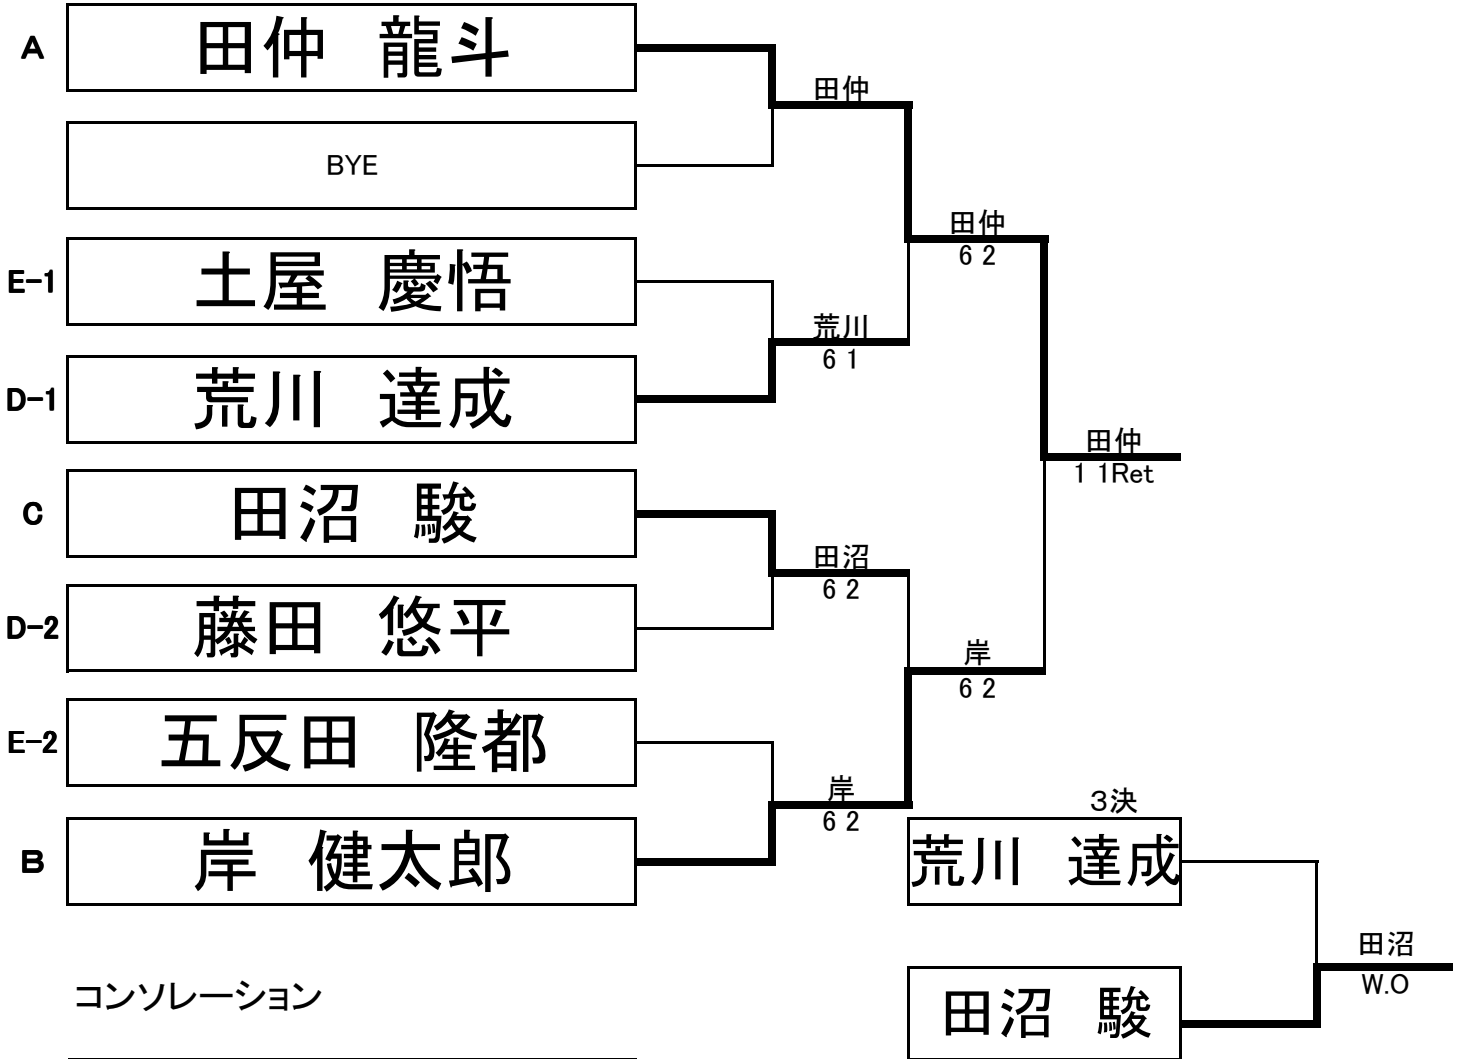 A
田仲　龍斗
田仲
BYE
田仲
6 2
E-1
土屋　慶悟
荒川
6 1
D-1
荒川　達成
田仲
1 1Ret
C
田沼　駿
田沼
6 2
D-2
藤田　悠平
岸
6 2
E-2
五反田　隆都
岸
6 2
B
岸　健太郎
３決
荒川　達成
田沼
W.O
田沼　駿
コンソレーション